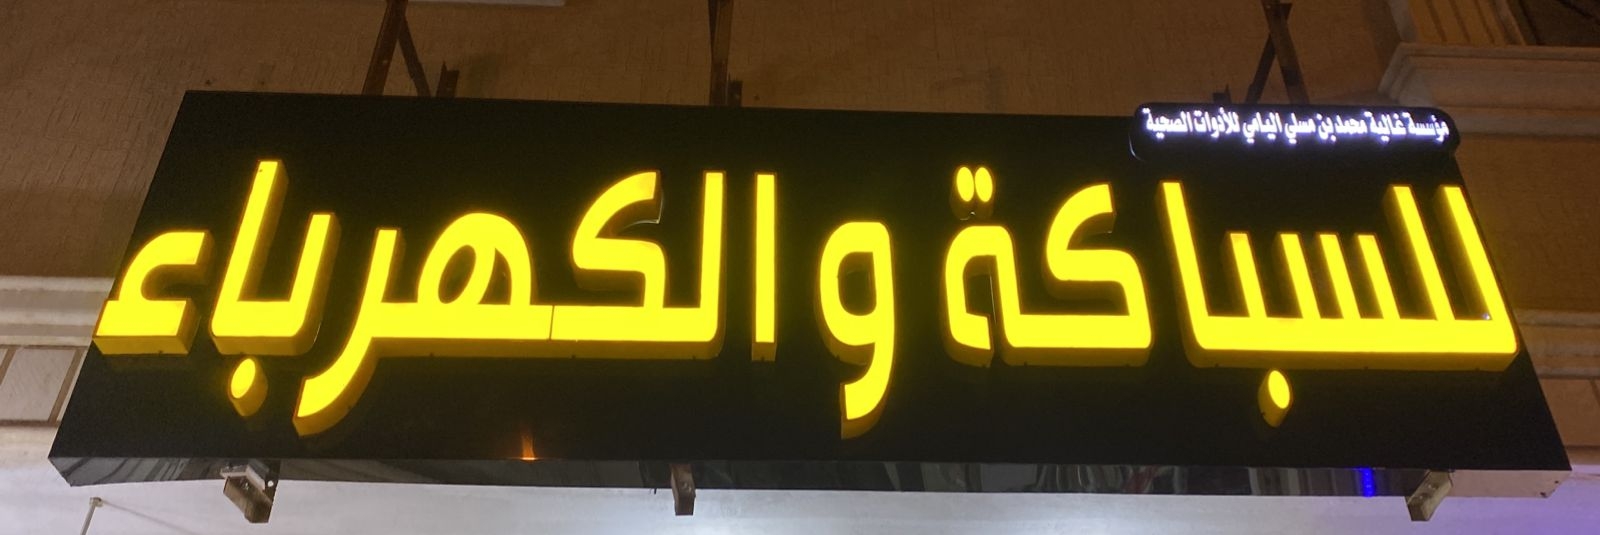 مؤسسة غالية محمد بن مسلي اليامي للأدوات الصحية
للسباكة والكهرباء